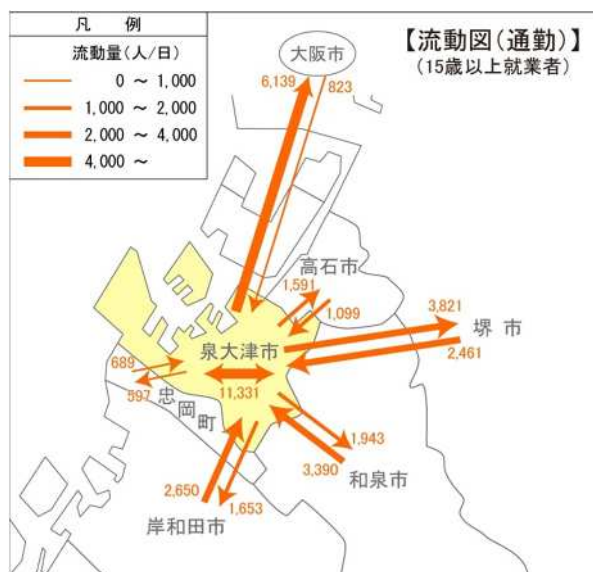 凡 例
流動量(人/日)
0 ～ 1,000
1,000 ～ 2,000
2,000 ～ 4,000
4,000 ～
【流動図(通勤)】
(15歳以上就業者)
大阪市
6,139
823
高石市
1,591
1,099
3,821
堺 市
2,461
泉大津市
11,331
689
597
忠岡町
1,943
3,390
和泉市
2,650
1,653
岸和田市